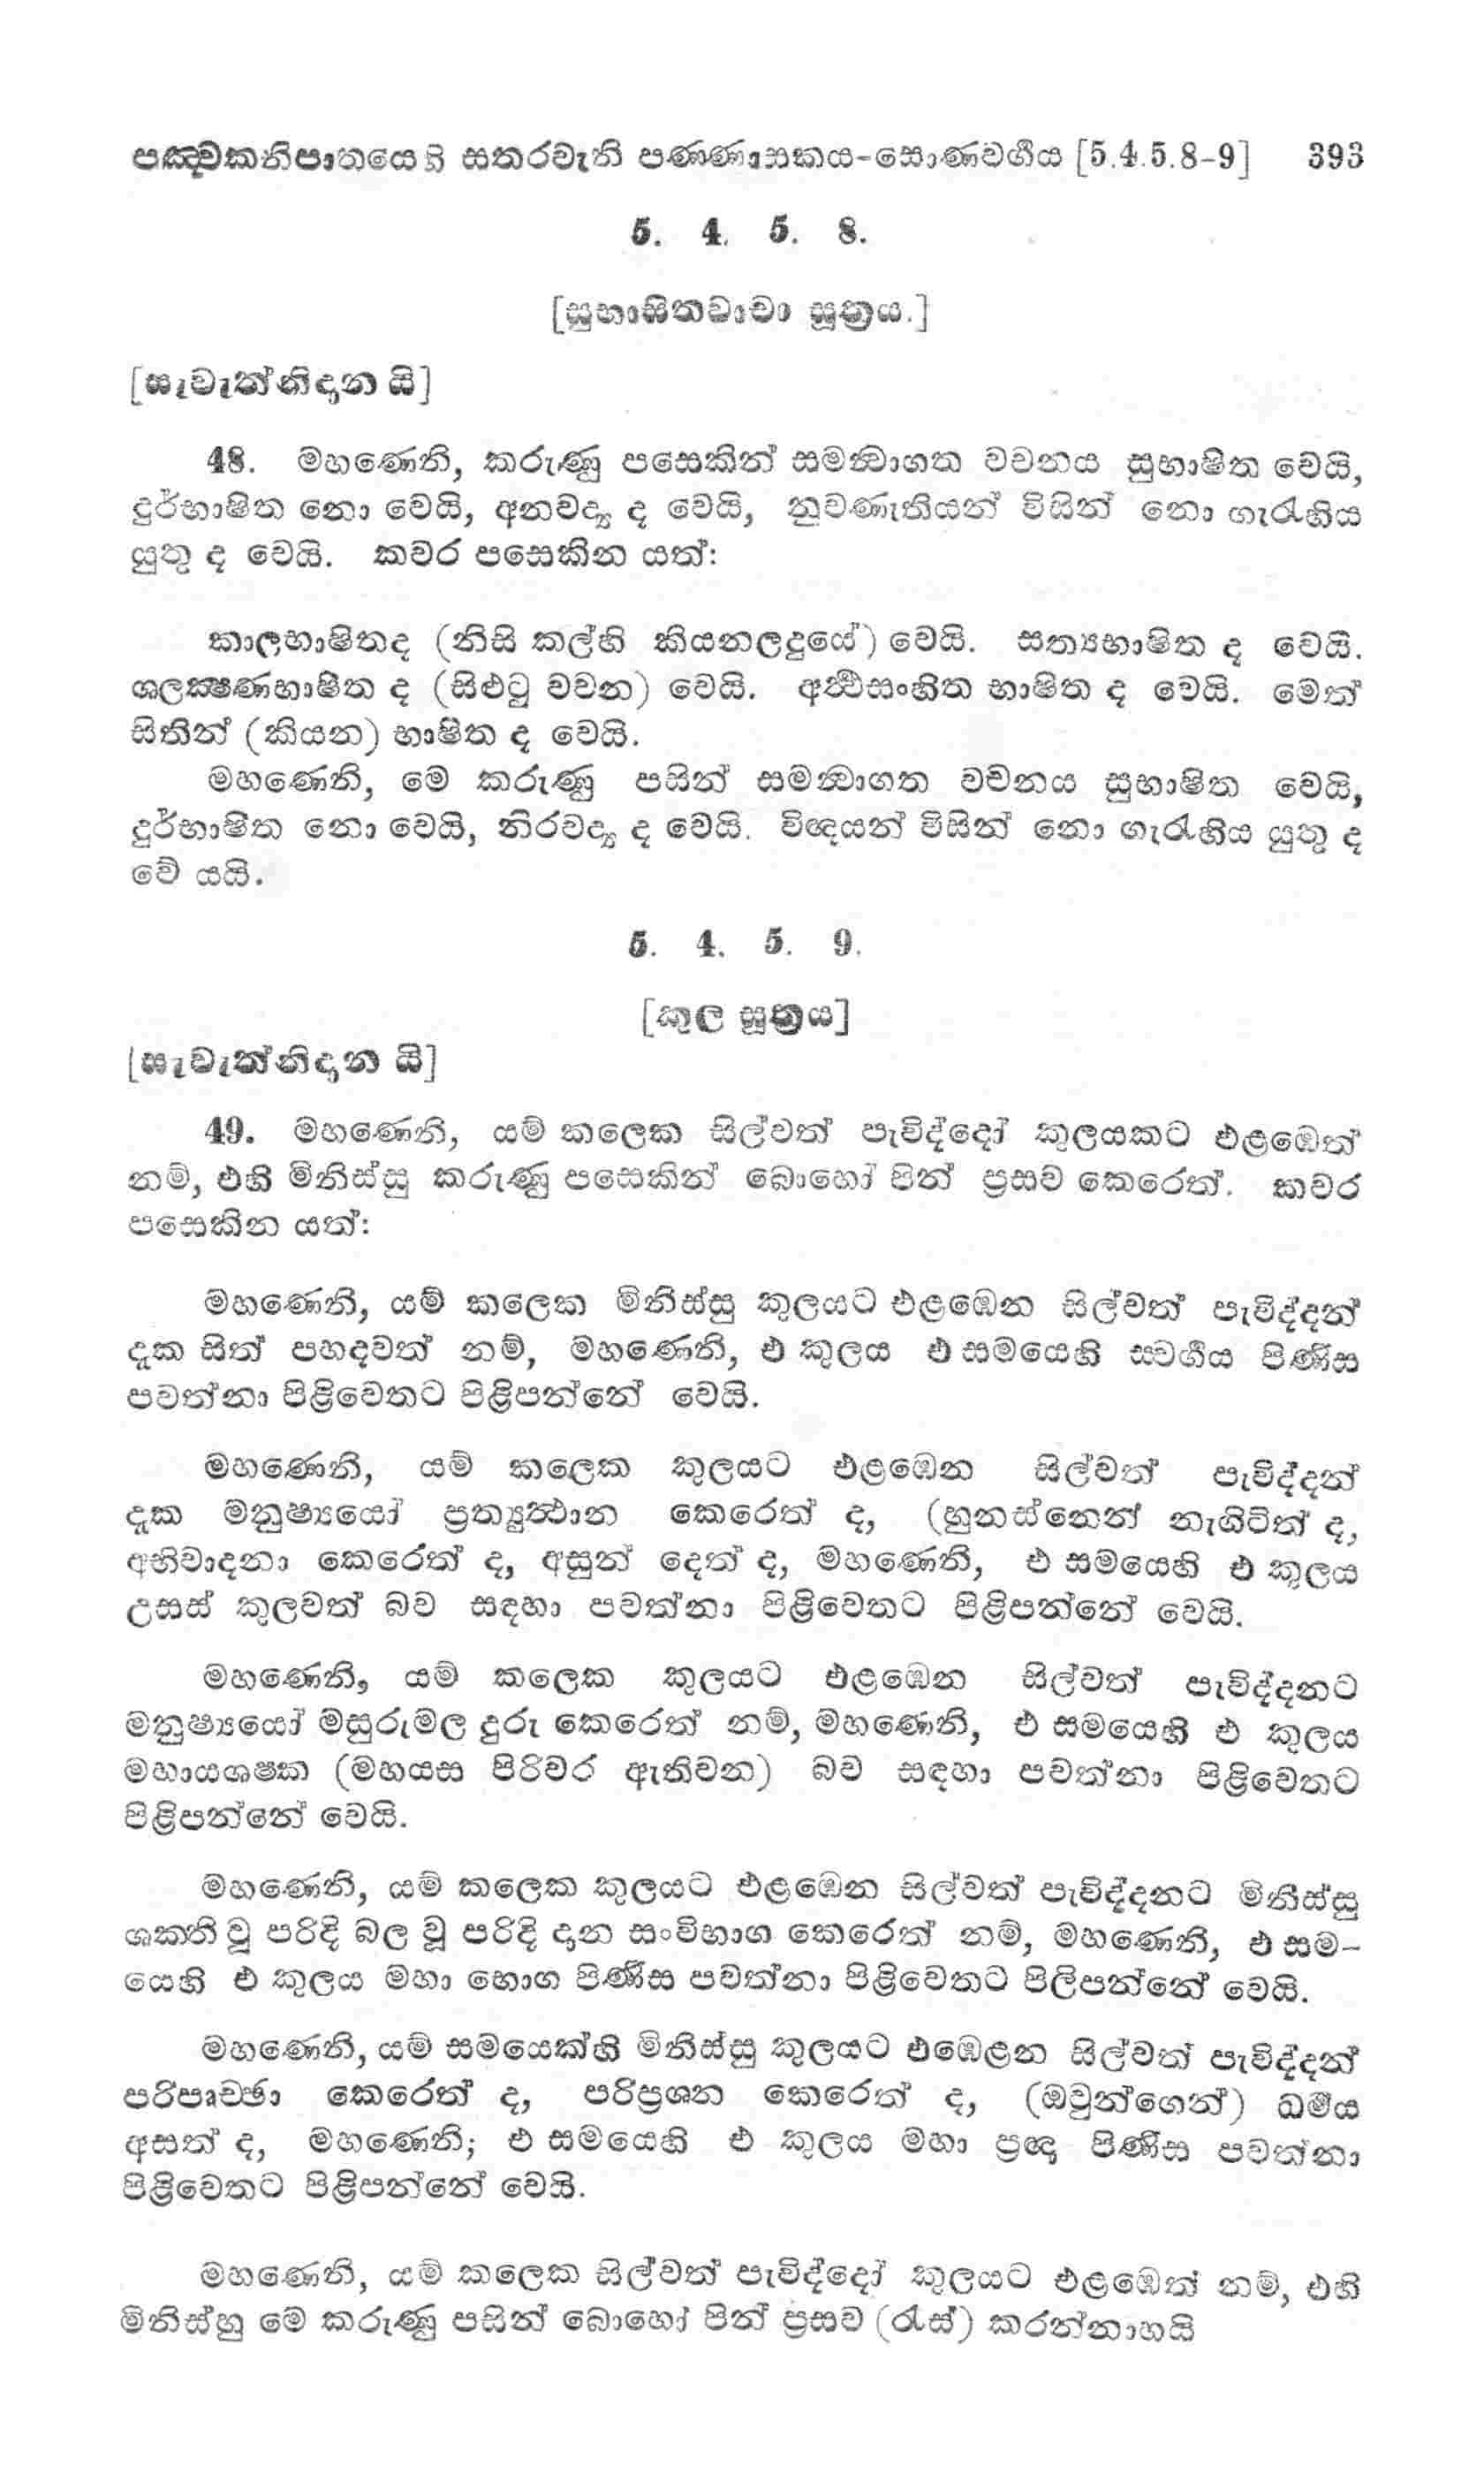 පඤ්චකනිපාතයෙහි සතරවැනි පණ්ණාසකය-සොණවර්ගය [5.4.5.8-9] 393
5. 4. 5. 8.
[සුභාසිතවාචා සූත්‍රය.]
[සැවැත්නිදාන යි]
48. මහණෙනි, කරුණු පසෙකින් සමන්‍වාගත වචනය සුභාෂිත වෙයි,
දුර්භාෂිත නො වෙයි, අනවද්‍ය ද වෙයි, නුවණැතියන් විසින් නො ගැරැහිය
යුතු ද වෙයි. කවර පසෙකින යත්:
කාලභාෂිතද (නිසි කල්හි කියනලදුයේ) වෙයි. සත්‍යභාෂිත ද වෙයි.
ශලක්‍ෂණභාෂිත ද (සිළුටු වචන) වෙයි. අර්‍ත්‍ථසංහිත භාෂිත ද වෙයි. මෙත්
සිතින් (කියන) භාෂිත ද වෙයි.
මහණෙනි, මෙ කරුණු පසින් සමන්‍වාගත වචනය සුභාෂිත වෙයි,
දුර්භාෂිත නො වෙයි, නිරවද්‍ය ද වෙයි. විඥයන් විසින් නො ගැරැහිය යුතු ද
වේ යයි.
5. 4. 5. 9.
[කුල සූත්‍රය]
[සැවැත්නිදාන යි]
49. මහණෙනි, යම් කලෙක සිල්වත් පැවිද්දෝ කුලයකට එළඹෙත්
නම්, එහි මිනිස්සු කරුණු පසෙකින් බොහෝ පින් ප්‍රසව කෙරෙත්. කවර
පසෙකින යත්:
මහණෙනි, යම් කලෙක මිනිස්සු කුලයට එළඹෙන සිල්වත් පැවිද්දන්
දැක සිත් පහදවත් නම්, මහණෙනි, එ කුලය එ සමයෙහි ස්වර්ගය පිණිස
පවත්නා පිළිවෙතට පිළිපන්නේ වෙයි.
මහණෙනි, යම් කලෙක කුලයට එළඹෙන සිල්වත් පැවිද්දන්
දැක මනුෂ්‍යයෝ ප්‍රත්‍යුත්‍ථාන කෙරෙත් ද, (හුනස්නෙන් නැගිටිත් ද,
අභිවාදනා කෙරෙත් ද, අසුන් දෙත් ද, මහණෙනි, එ සමයෙහි එ කුලය
උසස් කුලවත් බව සඳහා පවත්නා පිළිවෙතට පිළිපන්නේ වෙයි.
මහණෙනි, යම් කලෙක කුලයට එළඹෙන සිල්වත් පැවිද්දනට
මනුෂ්‍යයෝ මසුරුමල දුරු කෙරෙත් නම්, මහණෙනි, එ සමයෙහි එ කුලය
මහායශෂ්ක (මහයස පිරිවර ඇතිවන) බව සඳහා පවත්නා පිළිවෙතට
පිළිපන්නේ වෙයි.
මහණෙනි, යම් කලෙක කුලයට එළඹෙන සිල්වත් පැවිද්දනට මිනිස්සු
ශක්ති වූ පරිදි බල වූ පරිදි දාන සංවිභාග කෙරෙත් නම්, මහණෙනි, එ සම-
යෙහි එ කුලය මහා භොග පිණිස පවත්නා පිළිවෙතට පිලිපන්නේ වෙයි.
මහණෙනි, යම් සමයෙක්හි මිනිස්සු කුලයට එඹෙළන සිල්වත් පැවිද්දන්
පරිපෘච්ඡා කෙරෙත් ද, පරිප්‍රශන කෙරෙත් ද, (ඔවුන්ගෙන්) ධර්මය
අසත් ද, මහණෙනි; එ සමයෙහි එ කුලය මහා ප්‍රඥා පිණිස පවත්නා
පිළිවෙතට පිළිපන්නේ වෙයි.
මහණෙනි, යම් කලෙක සිල්වත් පැවිද්දෝ කුලයට එළඹෙත් නම්, එහි
මිනිස්හු මෙ කරුණු පසින් බොහෝ පින් ප්‍රසව (රැස්) කරන්නාහයි